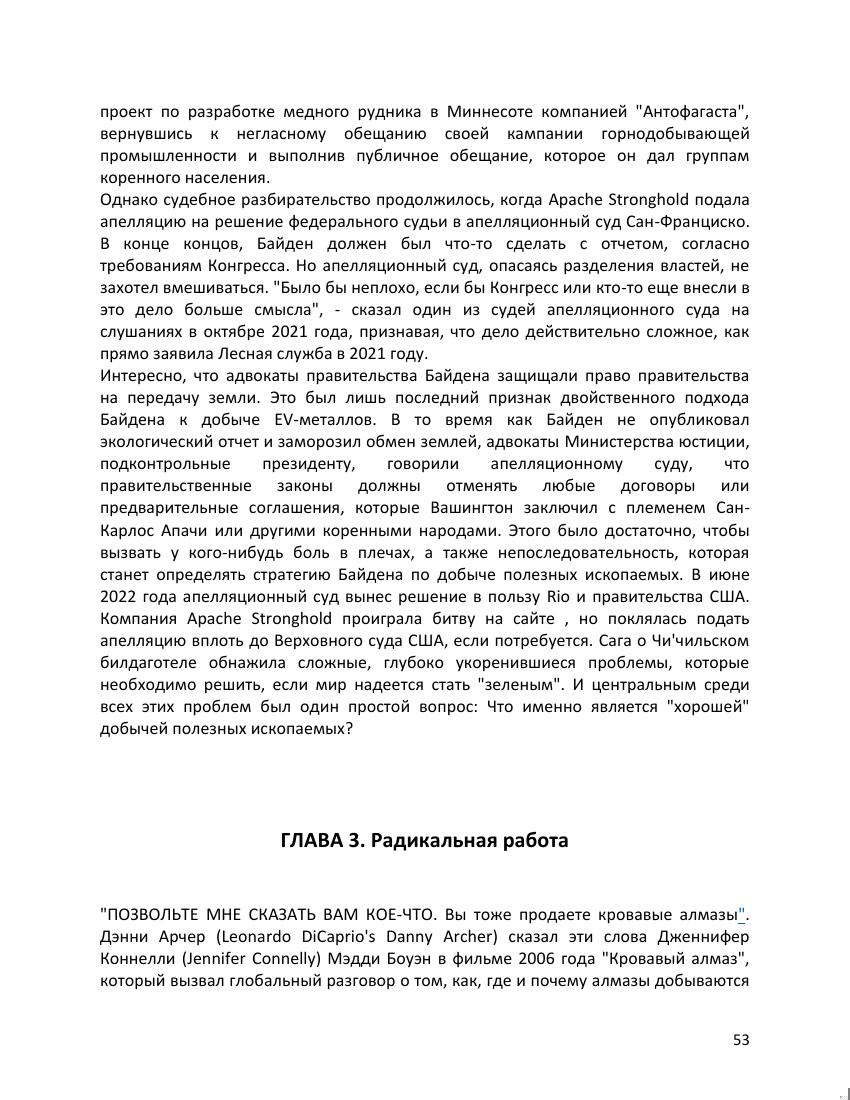 проект по разработке медного рудника в Миннесоте компанией "Антофагаста",
вернувшись к негласному обещанию своей кампании горнодобывающей
промышленности и выполнив публичное обещание, которое он дал группам
коренного населения.
Однако судебное разбирательство продолжилось, когда Apache Stronghold подала
апелляцию на решение федерального судьи в апелляционный суд Сан-Франциско.
В конце концов, Байден должен был что-то сделать с отчетом, согласно
требованиям Конгресса. Но апелляционный суд, опасаясь разделения властей, не
захотел вмешиваться. "Было бы неплохо, если бы Конгресс или кто-то еще внесли в
это дело больше смысла", - сказал один из судей апелляционного суда на
слушаниях в октябре 2021 года, признавая, что дело действительно сложное, как
прямо заявила Лесная служба в 2021 году.
Интересно, что адвокаты правительства Байдена защищали право правительства
на передачу земли. Это был лишь последний признак двойственного подхода
Байдена к добыче EV-металлов. В то время как Байден не опубликовал
экологический отчет и заморозил обмен землей, адвокаты Министерства юстиции,
подконтрольные президенту, говорили апелляционному суду, что
правительственные законы должны отменять любые договоры или
предварительные соглашения, которые Вашингтон заключил с племенем Сан-
Карлос Апачи или другими коренными народами. Этого было достаточно, чтобы
вызвать у кого-нибудь боль в плечах, а также непоследовательность, которая
станет определять стратегию Байдена по добыче полезных ископаемых. В июне
2022 года апелляционный суд вынес решение в пользу Rio и правительства США.
Компания Apache Stronghold проиграла битву на сайте , но поклялась подать
апелляцию вплоть до Верховного суда США, если потребуется. Сага о Чи'чильском
билдаготеле обнажила сложные, глубоко укоренившиеся проблемы, которые
необходимо решить, если мир надеется стать "зеленым". И центральным среди
всех этих проблем был один простой вопрос: Что именно является "хорошей"
добычей полезных ископаемых?
ГЛАВА 3. Радикальная работа
"ПОЗВОЛЬТЕ МНЕ СКАЗАТЬ ВАМ КОЕ-ЧТО. Вы тоже продаете кровавые алмазы".
Дэнни Арчер (Leonardo DiCaprio's Danny Archer) сказал эти слова Дженнифер
Коннелли (Jennifer Connelly) Мэдди Боуэн в фильме 2006 года "Кровавый алмаз",
который вызвал глобальный разговор о том, как, где и почему алмазы добываются
53